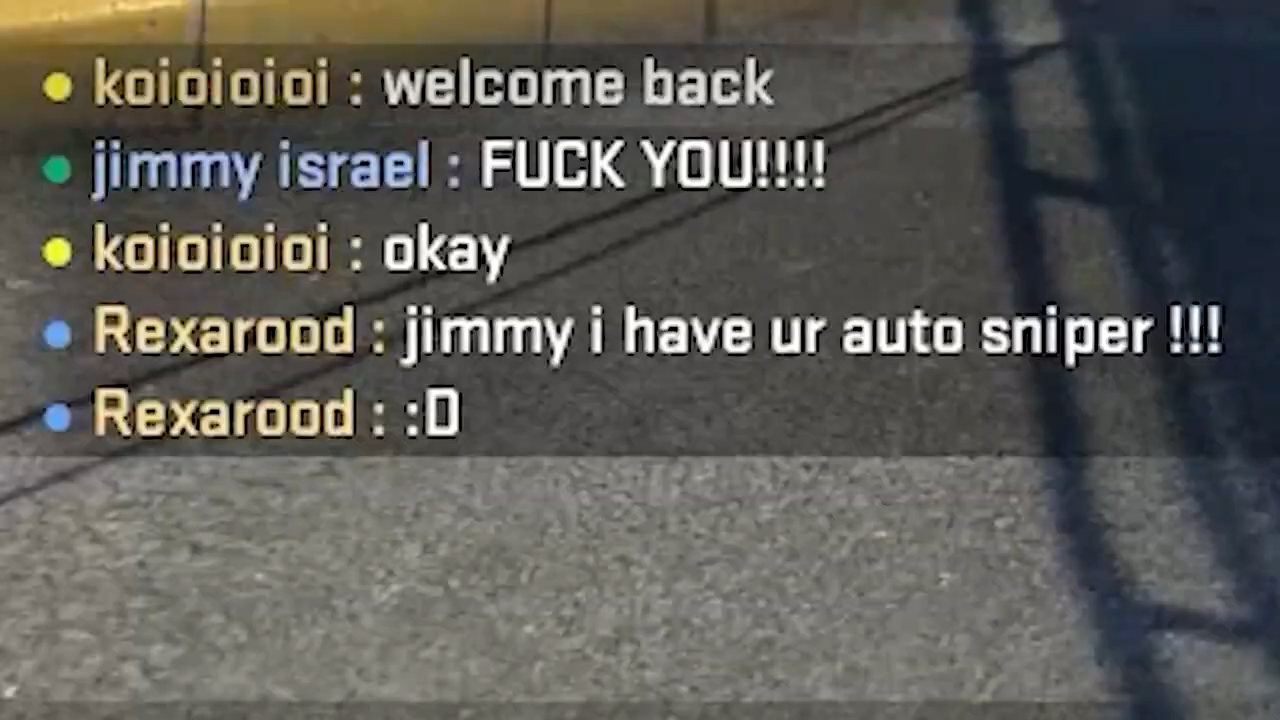 koioioioi : welcome back
jimmy israel : FUCK YOU!!!!
koioioioi : okay
Rexarood : jimmy i have ur auto sniper !!!
Rexarood : :D